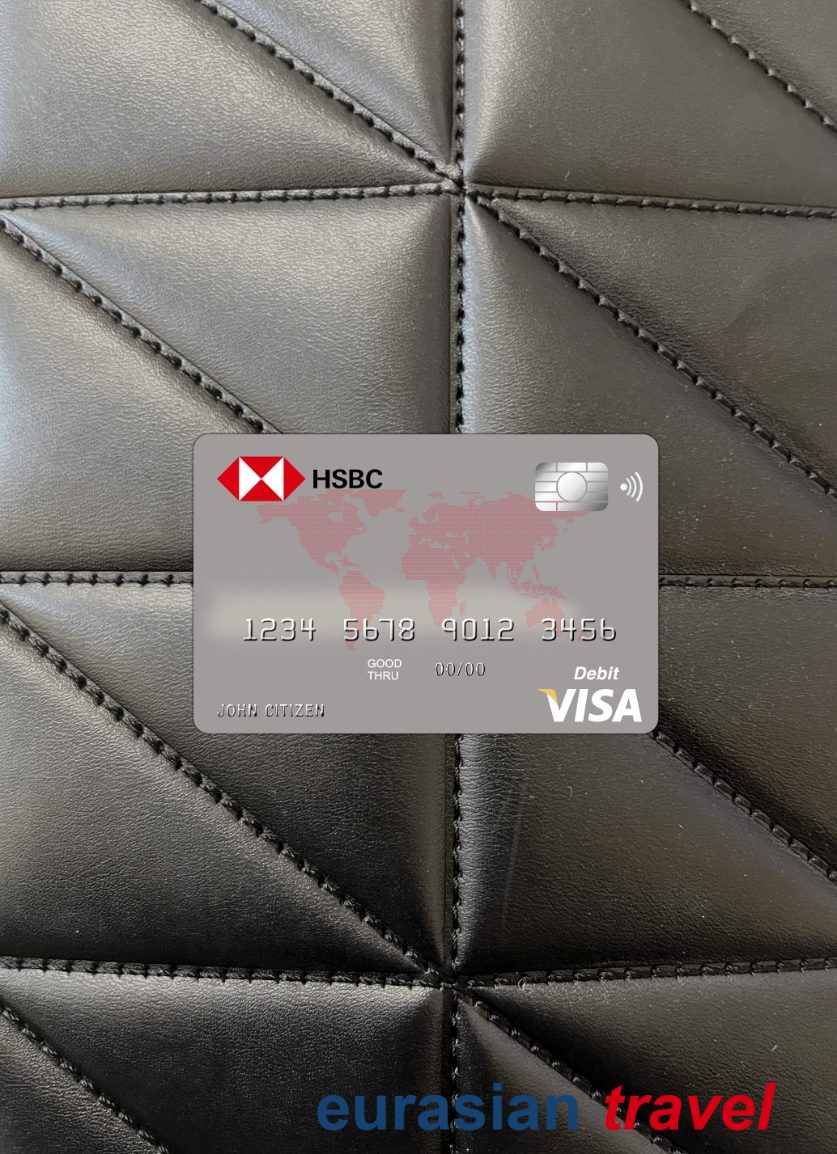 HSBC
1234 5678 9012 3456
GOOD
THRU
00/00
Debit
JOHN CITIZEN
VISA
eurasian travel